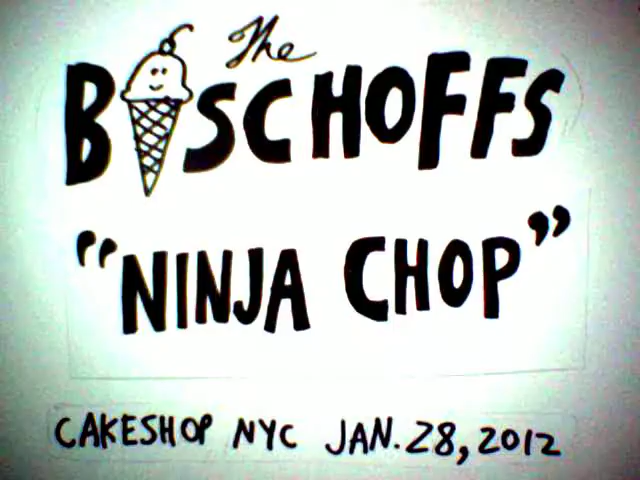 The
BISCHOFFS
"NINJA CHOP"
CAKESHOP NYC JAN. 28, 2012